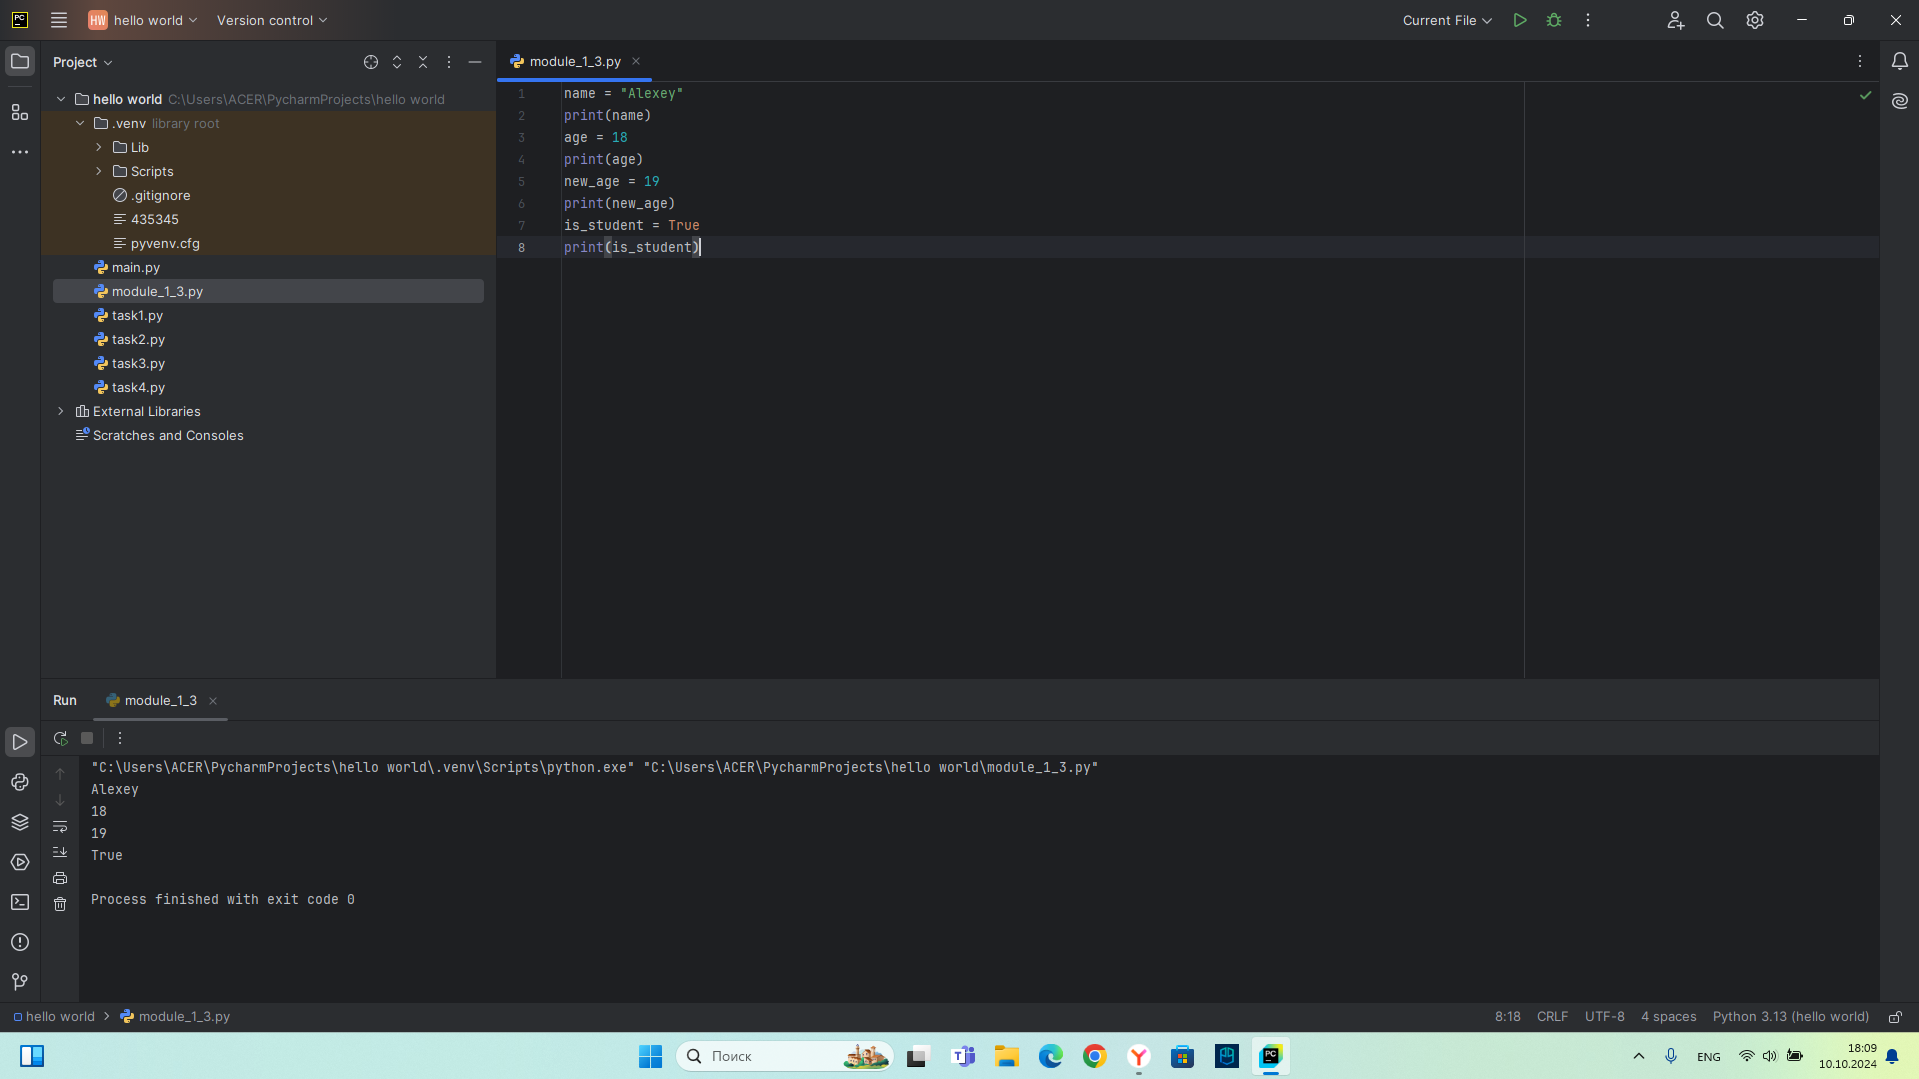 PC
HW hello world Version control Current File
Project
module_1_3.py
hello world C:\Users\ACER\PycharmProjects\hello world
.venv library root
Lib
Scripts
.gitignore
435345
pyvenv.cfg
main.py
module_1_3.py
task1.py
task2.py
task3.py
task4.py
External Libraries
Scratches and Consoles
1 name = "Alexey"
2 print(name)
3 age = 18
4 print(age)
5 new_age = 19
6 print(new_age)
7 is_student = True
8 print(is_student)
Run module_1_3
"C:\Users\ACER\PycharmProjects\hello world\.venv\Scripts\python.exe" "C:\Users\ACER\PycharmProjects\hello world\module_1_3.py"
Alexey
18
19
True
Process finished with exit code 0
hello world module_1_3.py 8:18 CRLF UTF-8 4 spaces Python 3.13 (hello world)
Поиск ENG 18:09
10.10.2024